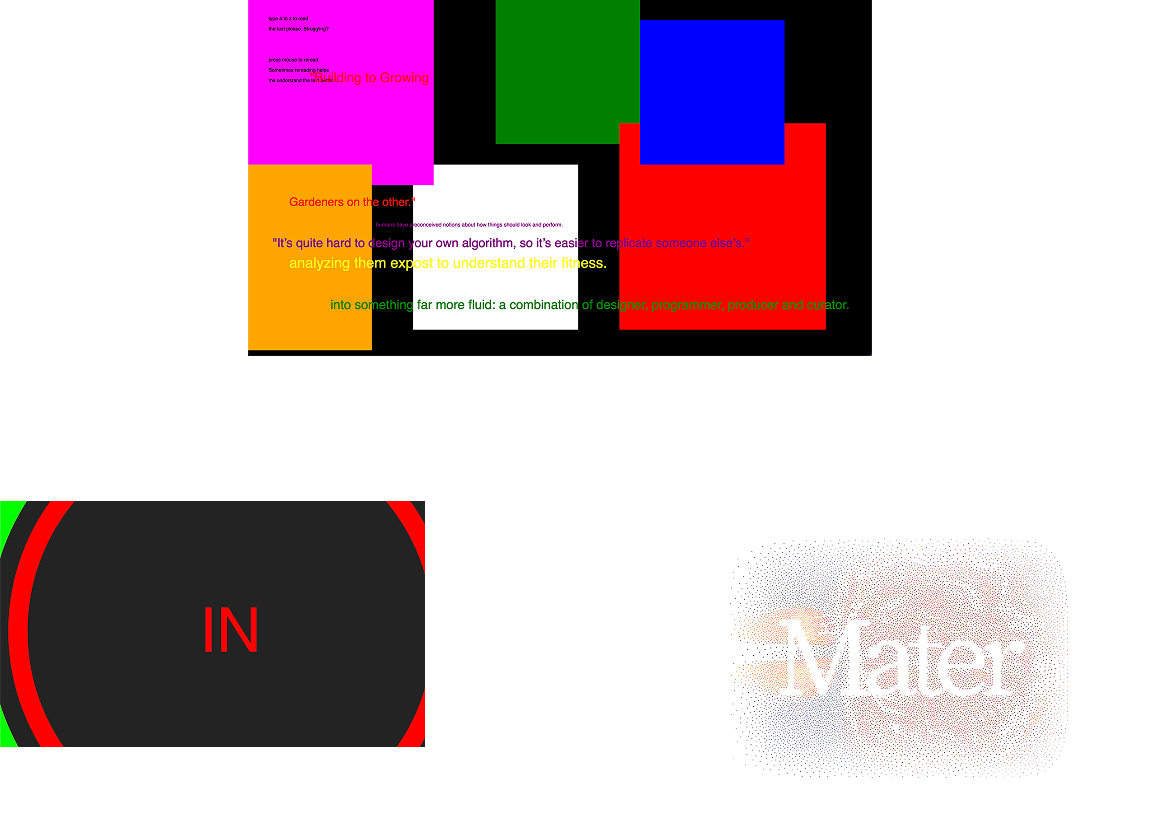 type a to z to read
the text please. Struggling?
press mouse to reread
Sometimes rereading helps
me understand the text
"Building to Growing
Gardeners on the other."
humans have preconceived notions about how things should look and perform.
"It's quite hard to design your own algorithm, so it's easier to replicate someone else's."
analyzing them expost to understand their fitness.
into something far more fluid: a combination of designer, programmer, producer and curator.
IN
Mater